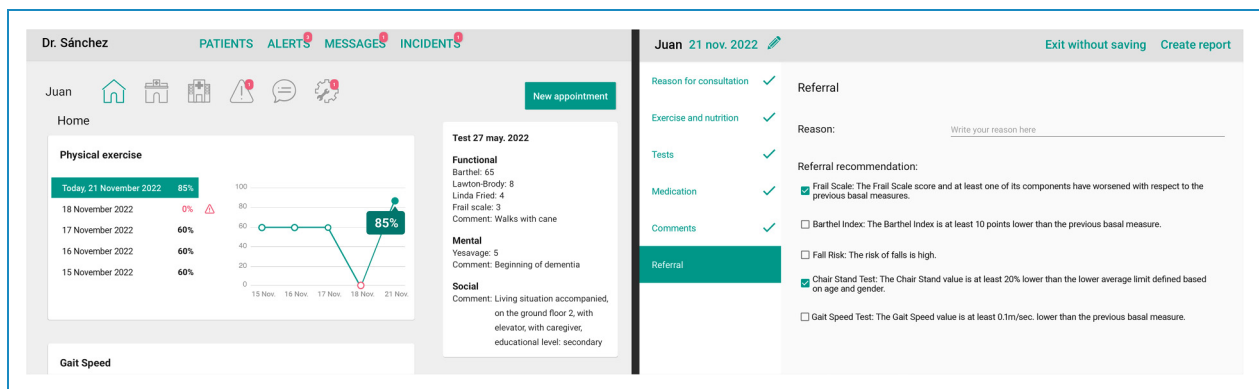 Dr. Sánchez
PATIENTS ALERTS 3 MESSAGES 1 INCIDENTS 1
Juan 1 1
New appointment
Home
Physical exercise
Today, 21 November 2022 85%
18 November 2022 0%
17 November 2022 60%
16 November 2022 60%
15 November 2022 60%
100
80
60
40
20
0
85%
15 Nov. 16 Nov. 17 Nov. 18 Nov. 21 Nov.
Gait Speed
Test 27 may. 2022
Functional
Barthel: 65
Lawton-Brody: 8
Linda Fried: 4
Frail scale: 3
Comment: Walks with cane
Mental
Yesavage: 5
Comment: Beginning of dementia
Social
Comment: Living situation accompanied,
on the ground floor 2, with
elevator, with caregiver,
educational level: secondary
Juan 21 nov. 2022
Exit without saving Create report
Reason for consultation
Exercise and nutrition
Tests
Medication
Comments
Referral
Referral
Reason: Write your reason here
Referral recommendation:
Frail Scale: The Frail Scale score and at least one of its components have worsened with respect to the
previous basal measures.
Barthel Index: The Barthel Index is at least 10 points lower than the previous basal measure.
Fall Risk: The risk of falls is high.
Chair Stand Test: The Chair Stand value is at least 20% lower than the lower average limit defined based
on age and gender.
Gait Speed Test: The Gait Speed value is at least 0.1m/sec. lower than the previous basal measure.